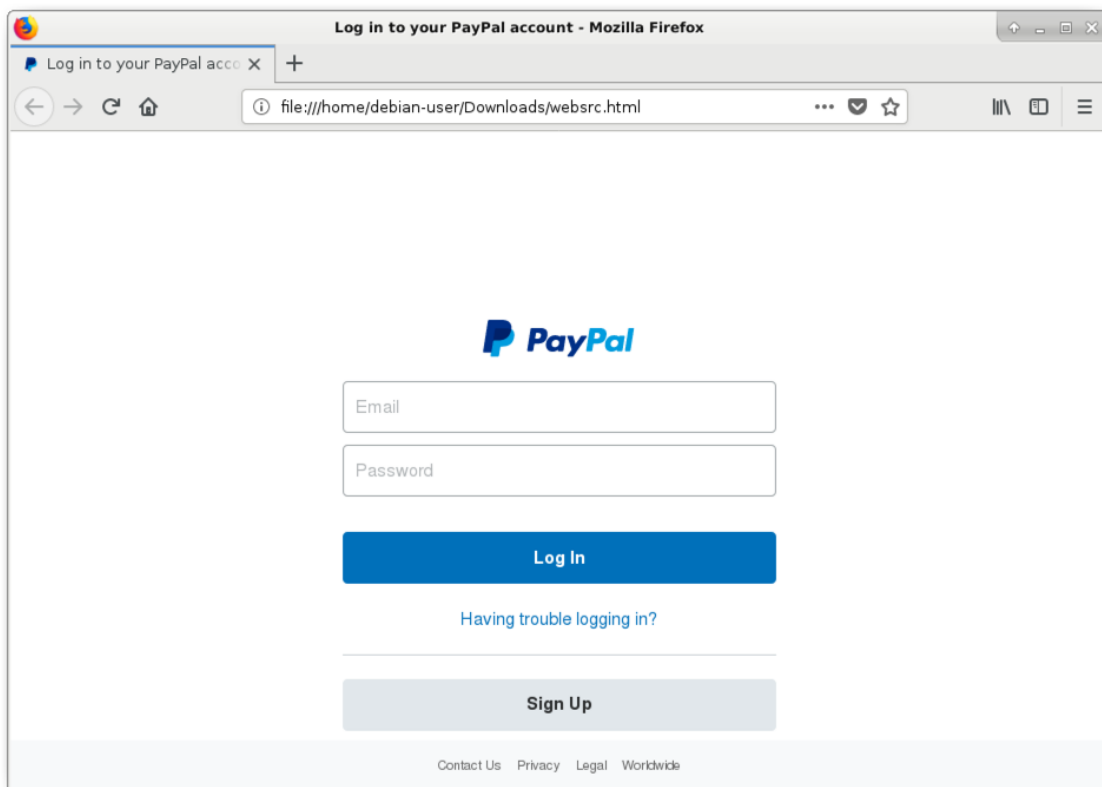 Log in to your PayPal account - Mozilla Firefox
Log in to your PayPal acco
file:///home/debian-user/Downloads/websrc.html
PayPal
Email
Password
Log In
Having trouble logging in?
Sign Up
Contact Us Privacy Legal Worldwide